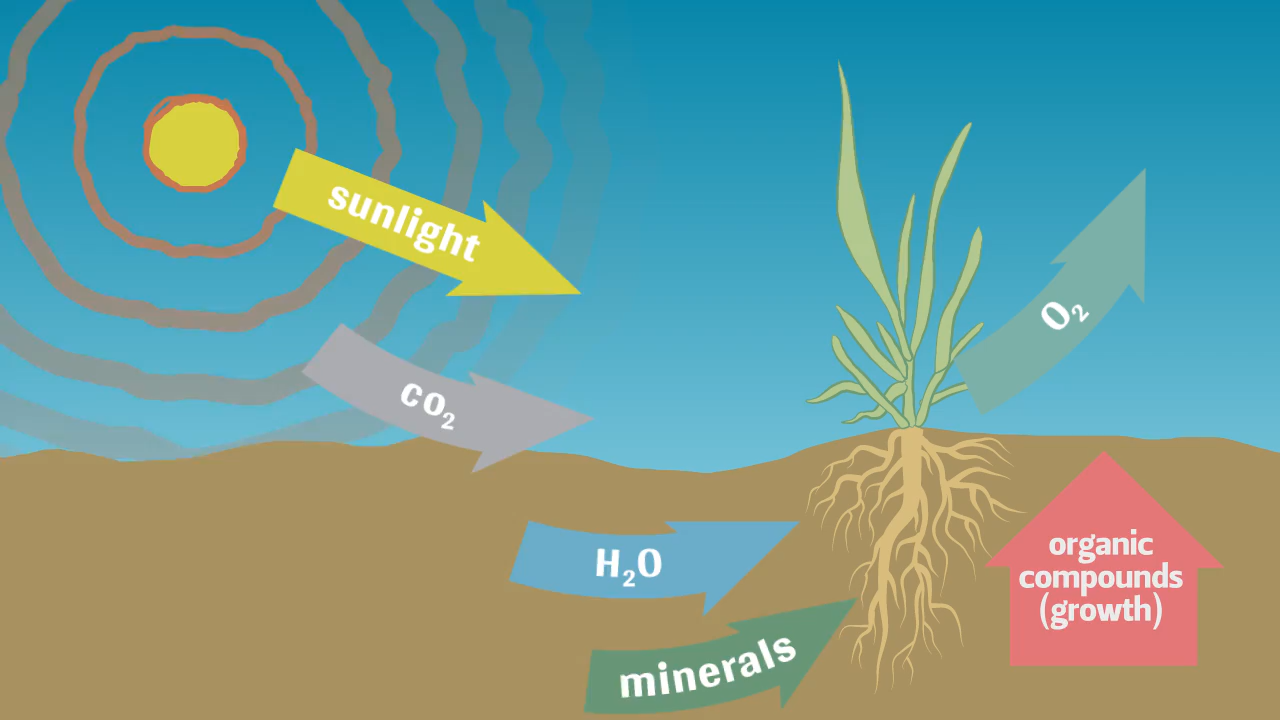 sunlight
CO₂
O₂
H₂O
minerals
organic
compounds
(growth)